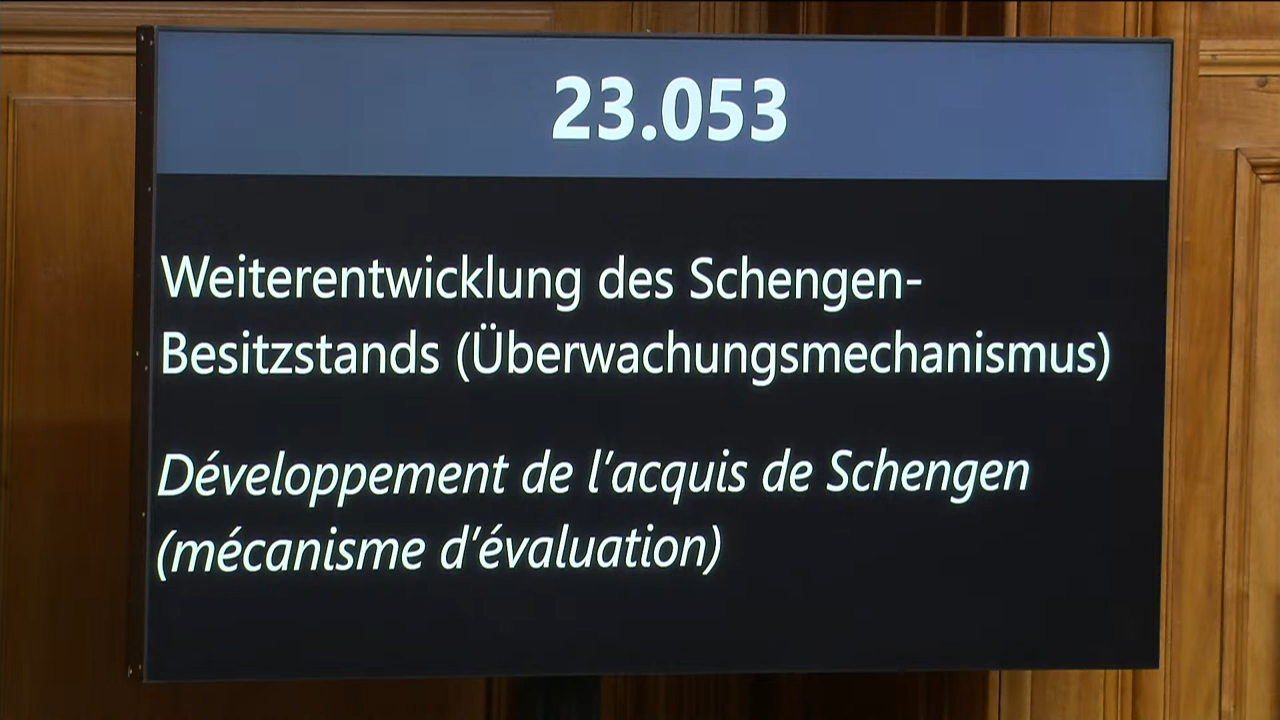 23.053
Weiterentwicklung des Schengen-
Besitzstands (Überwachungsmechanismus)
Développement de l'acquis de Schengen
(mécanisme d'évaluation)